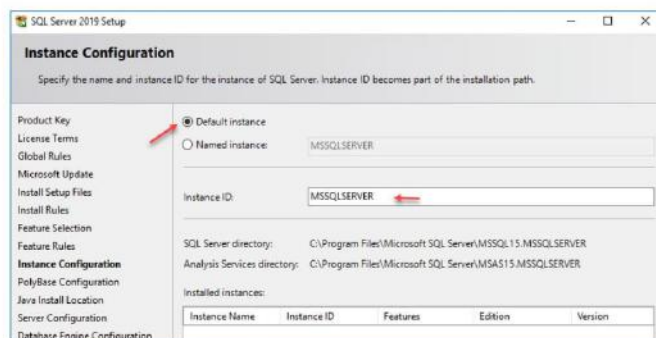 SQL Server 2019 Setup
Instance Configuration
Specify the name and instance ID for the instance of SQL Server. Instance ID becomes part of the installation path.
Product Key
License Terms
Global Rules
Microsoft Update
Install Setup Files
Install Rules
Feature Selection
Feature Rules
Instance Configuration
PolyBase Configuration
Java Install Location
Server Configuration
Database Engine Configuration
Default instance
Named instance: MSSQLSERVER
Instance ID: MSSQLSERVER
SQL Server directory: C:\Program Files\Microsoft SQL Server\MSSQL15.MSSQLSERVER
Analysis Services directory: C:\Program Files\Microsoft SQL Server\MSAS15.MSSQLSERVER
Installed instances:
Instance Name Instance ID Features Edition Version